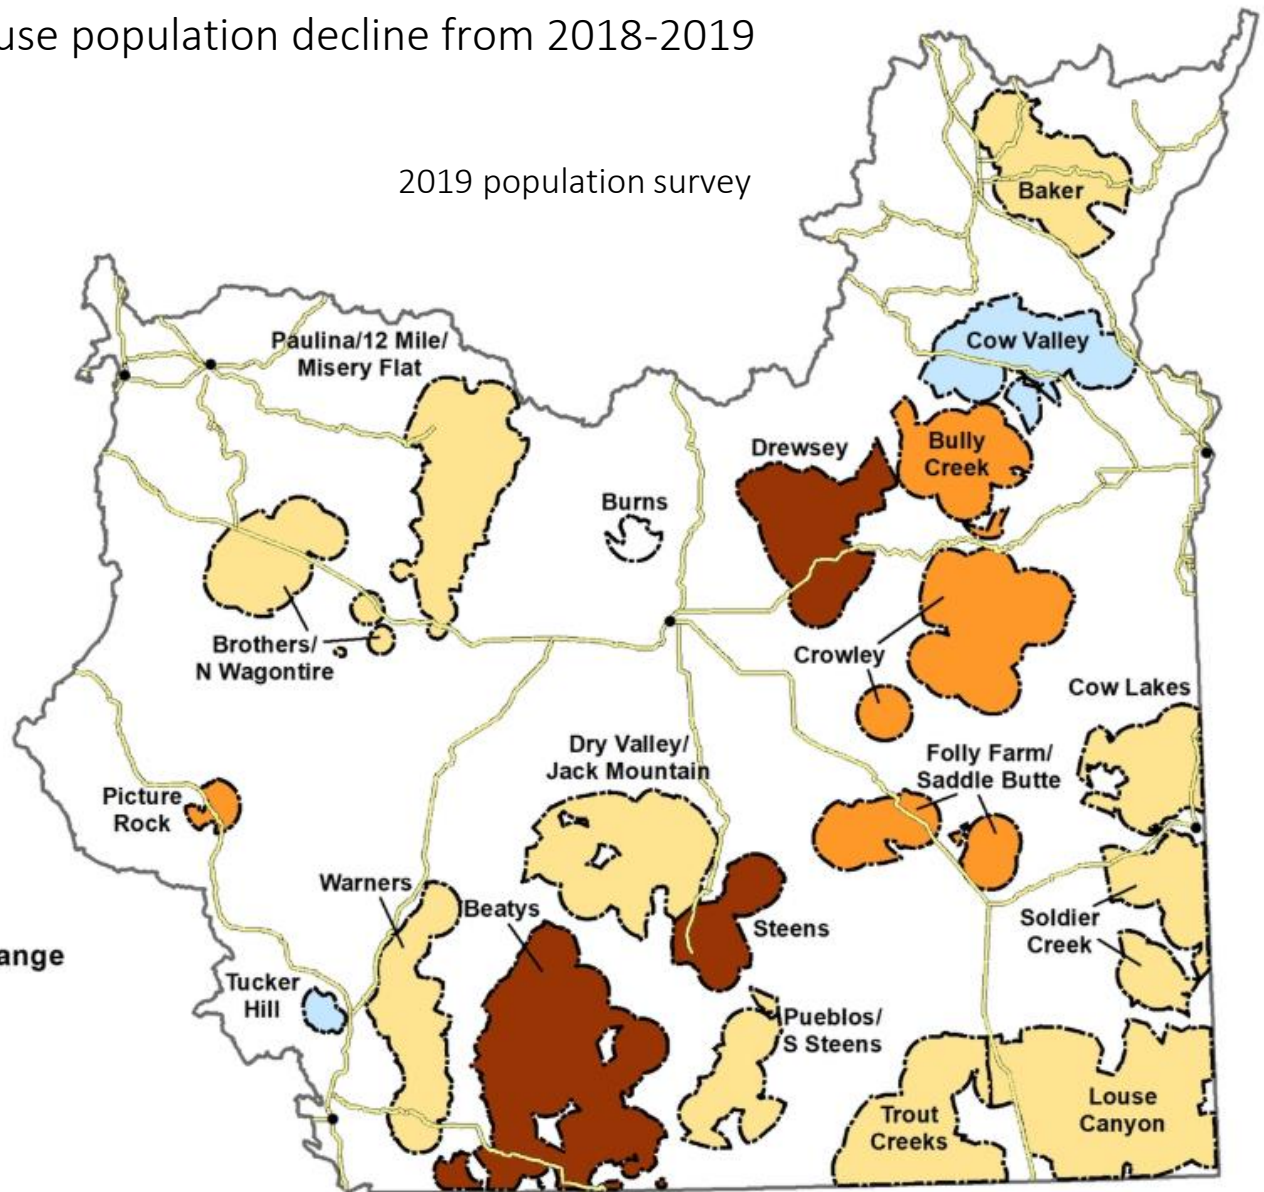 use population decline from 2018-2019
2019 population survey
Baker
Cow Valley
Paulina/12 Mile/
Misery Flat
Bully
Creek
Drewsey
Burns
Brothers/
N Wagontire
Crowley
Cow Lakes
Dry Valley/
Jack Mountain
Folly Farm/
Saddle Butte
Picture
Rock
Warners
Beatys
Steens
Soldier
Creek
ange
Tucker
Hill
Pueblos/
S Steens
Trout
Creeks
Louse
Canyon